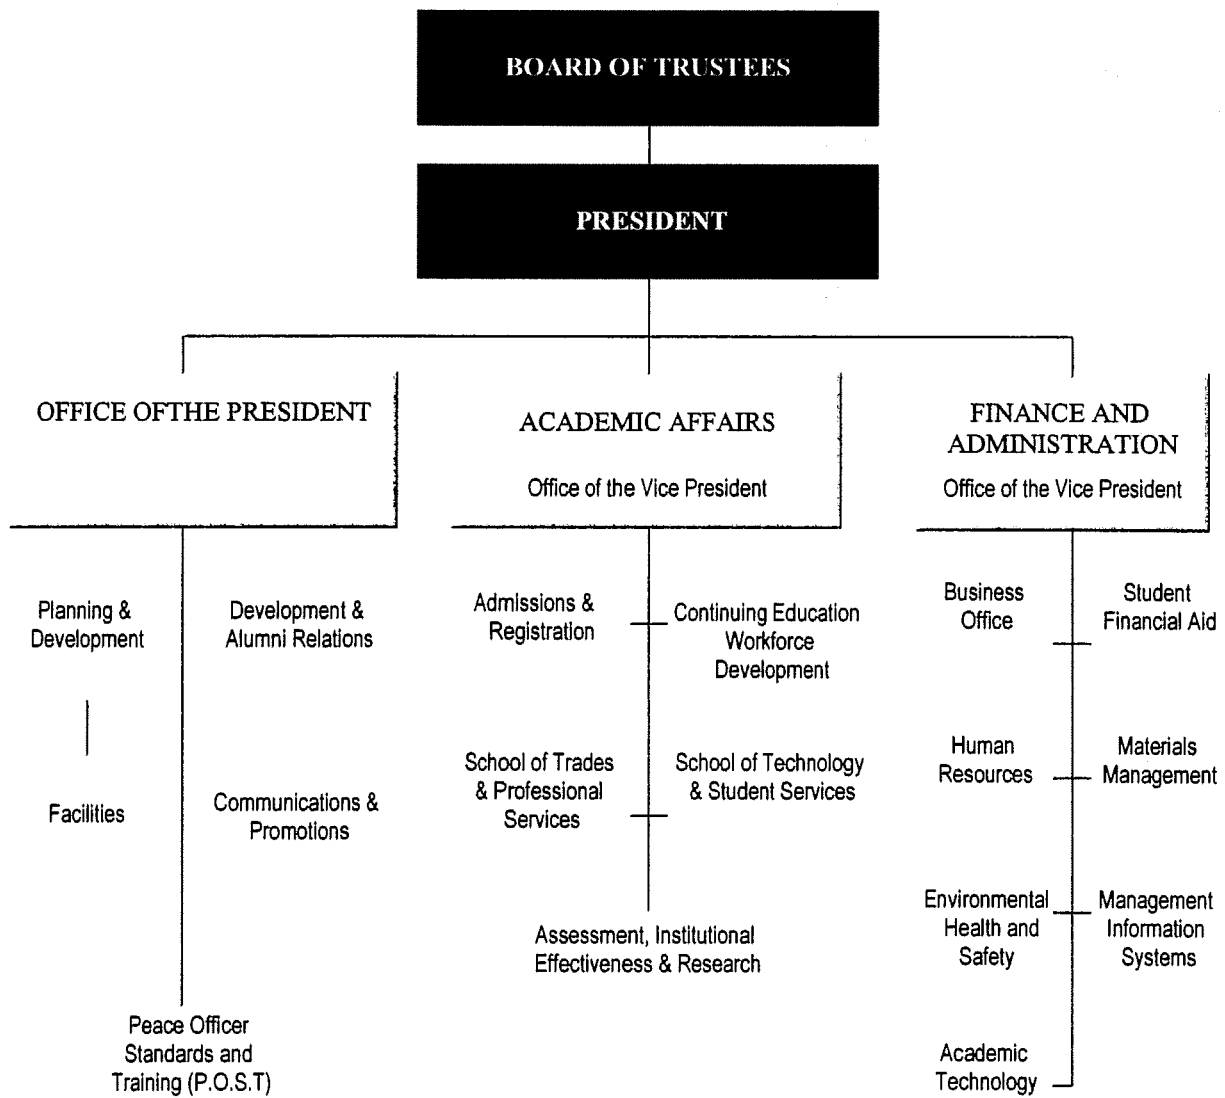 BOARD OF TRUSTEES
PRESIDENT
OFFICE OFTHE PRESIDENT
Planning &
Development
Development &
Alumni Relations
Facilities
Communications &
Promotions
Peace Officer
Standards and
Training (P.O.S.T)
ACADEMIC AFFAIRS
Office of the Vice President
Admissions &
Registration
Continuing Education
Workforce
Development
School of Trades
& Professional
Services
School of Technology
& Student Services
Assessment, Institutional
Effectiveness & Research
FINANCE AND
ADMINISTRATION
Office of the Vice President
Business
Office
Student
Financial Aid
Human
Resources
Materials
Management
Environmental
Health and
Safety
Management
Information
Systems
Academic
Technology